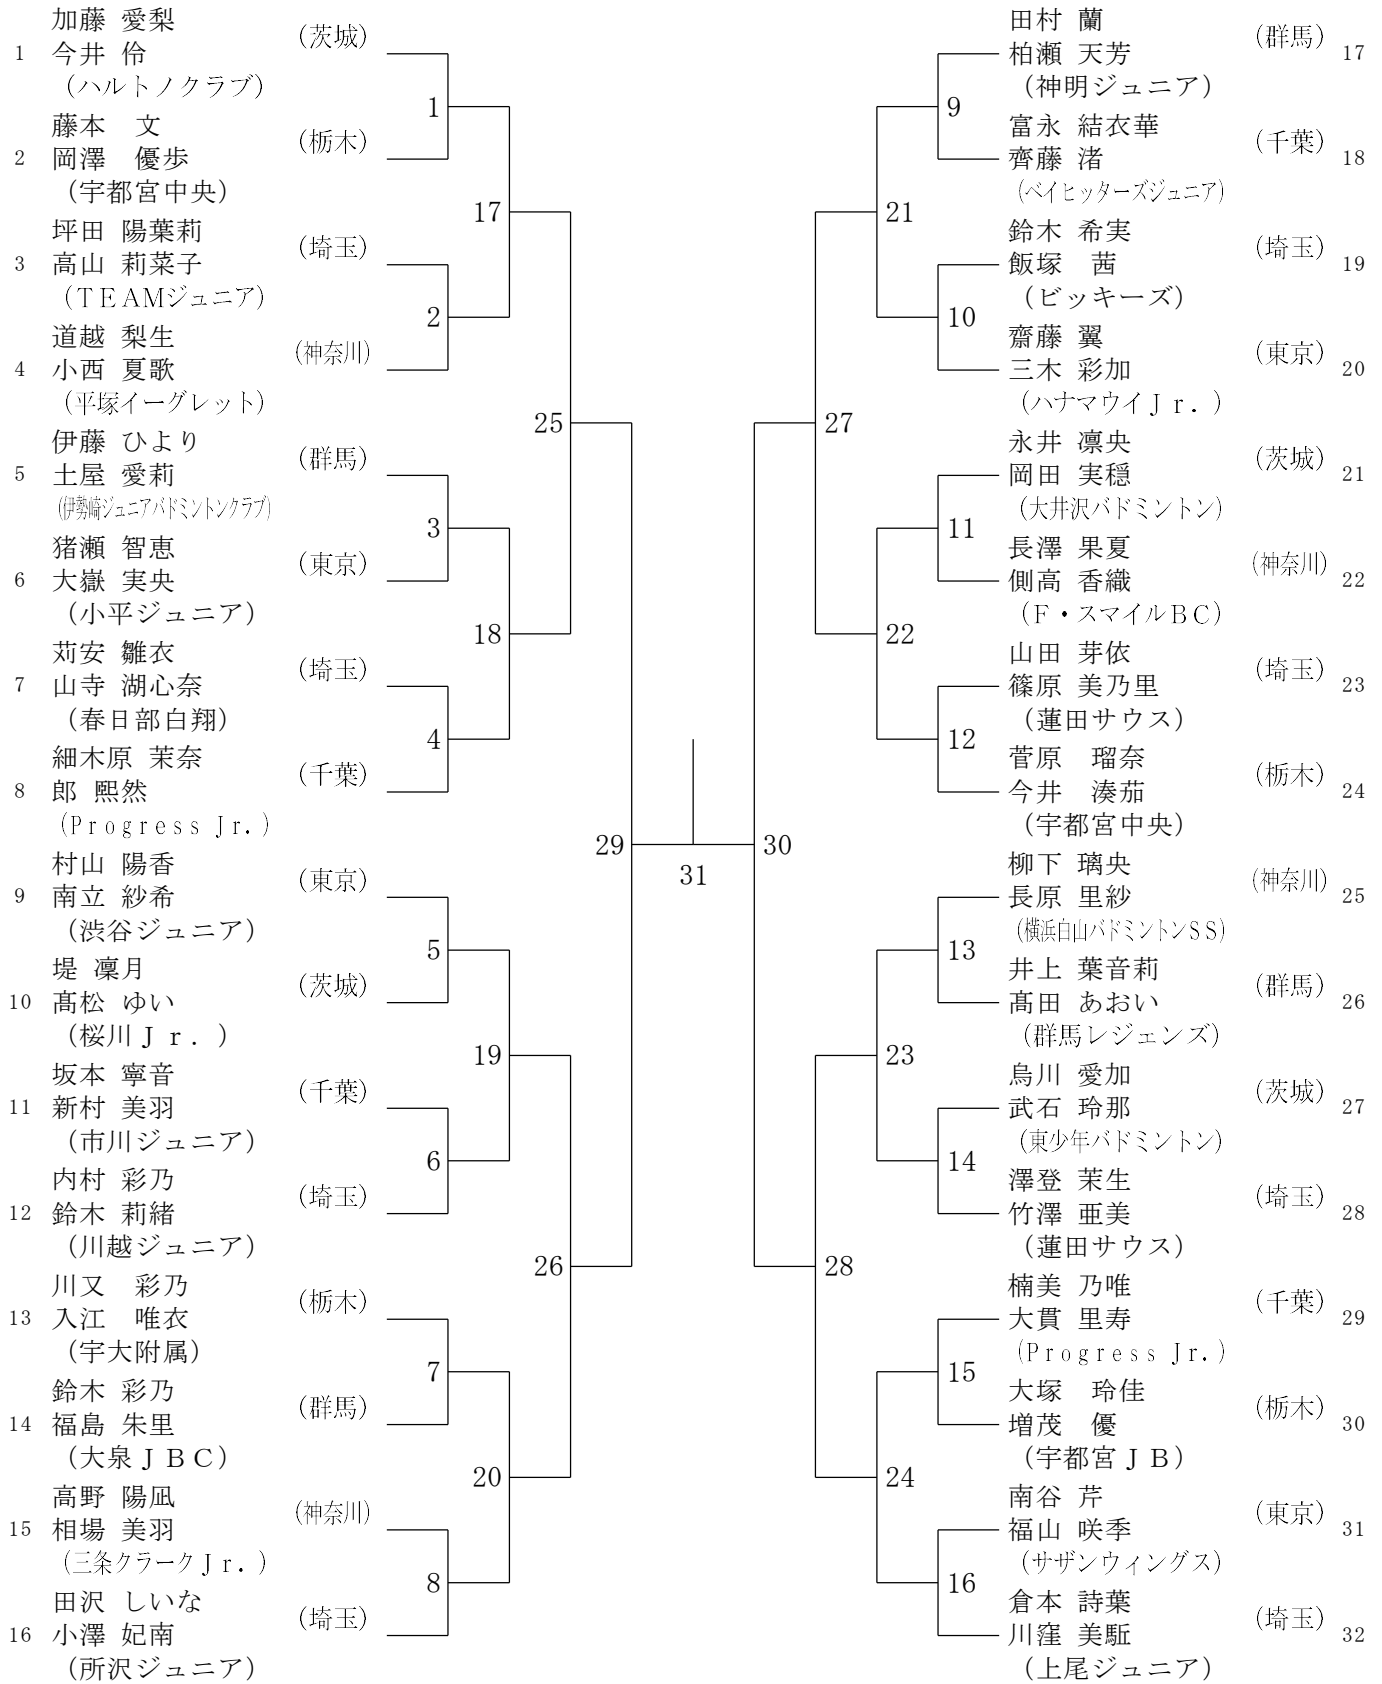 加藤 愛梨
(茨城)
1 今井 伶
(ハルトノクラブ)
1
藤本 文
(栃木)
2 岡澤 優歩
(宇都宮中央)
17
坪田 陽葉莉
(埼玉)
3 高山 莉菜子
(TEAMジュニア)
2
道越 梨生
(神奈川)
4 小西 夏歌
(平塚イーグレット)
25
伊藤 ひより
(群馬)
5 土屋 愛莉
(伊勢崎ジュニアバドミントンクラブ)
3
猪瀬 智恵
(東京)
6 大嶽 実央
(小平ジュニア)
18
苅安 雛衣
(埼玉)
7 山寺 湖心奈
(春日部白翔)
4
細木原 茉奈
(千葉)
8 郎 熙然
(Progress Jr.)
29
村山 陽香
(東京)
9 南立 紗希
(渋谷ジュニア)
5
堤 凜月
(茨城)
10 髙松 ゆい
(桜川Jr.)
19
坂本 寧音
(千葉)
11 新村 美羽
(市川ジュニア)
6
内村 彩乃
(埼玉)
12 鈴木 莉緒
(川越ジュニア)
26
川又 彩乃
(栃木)
13 入江 唯衣
(宇大附属)
7
鈴木 彩乃
(群馬)
14 福島 朱里
(大泉JBC)
20
高野 陽凪
(神奈川)
15 相場 美羽
(三条クラークJr.)
8
田沢 しいな
(埼玉)
16 小澤 妃南
(所沢ジュニア)
31
田村 蘭
(群馬)
柏瀬 天芳 17
(神明ジュニア)
9
富永 結衣華
(千葉)
齊藤 渚 18
(ベイヒッターズジュニア)
21
鈴木 希実
(埼玉)
飯塚 茜 19
(ビッキーズ)
10
齋藤 翼
(東京)
三木 彩加 20
(ハナマウイJr.)
27
永井 凛央
(茨城)
岡田 実穏 21
(大井沢バドミントン)
11
長澤 果夏
(神奈川)
側高 香織 22
(F・スマイルBC)
22
山田 芽依
(埼玉)
篠原 美乃里 23
(蓮田サウス)
12
菅原 瑠奈
(栃木)
今井 湊茄 24
(宇都宮中央)
30
柳下 璃央
(神奈川)
長原 里紗 25
(横浜白山バドミントンSS)
13
井上 葉音莉
(群馬)
髙田 あおい 26
(群馬レジェンズ)
23
烏川 愛加
(茨城)
武石 玲那 27
(東少年バドミントン)
14
澤登 茉生
(埼玉)
竹澤 亜美 28
(蓮田サウス)
28
楠美 乃唯
(千葉)
大貫 里寿 29
(Progress Jr.)
15
大塚 玲佳
(栃木)
増茂 優 30
(宇都宮JB)
24
南谷 芹
(東京)
福山 咲季 31
(サザンウィングス)
16
倉本 詩葉
(埼玉)
川窪 美駈 32
(上尾ジュニア)